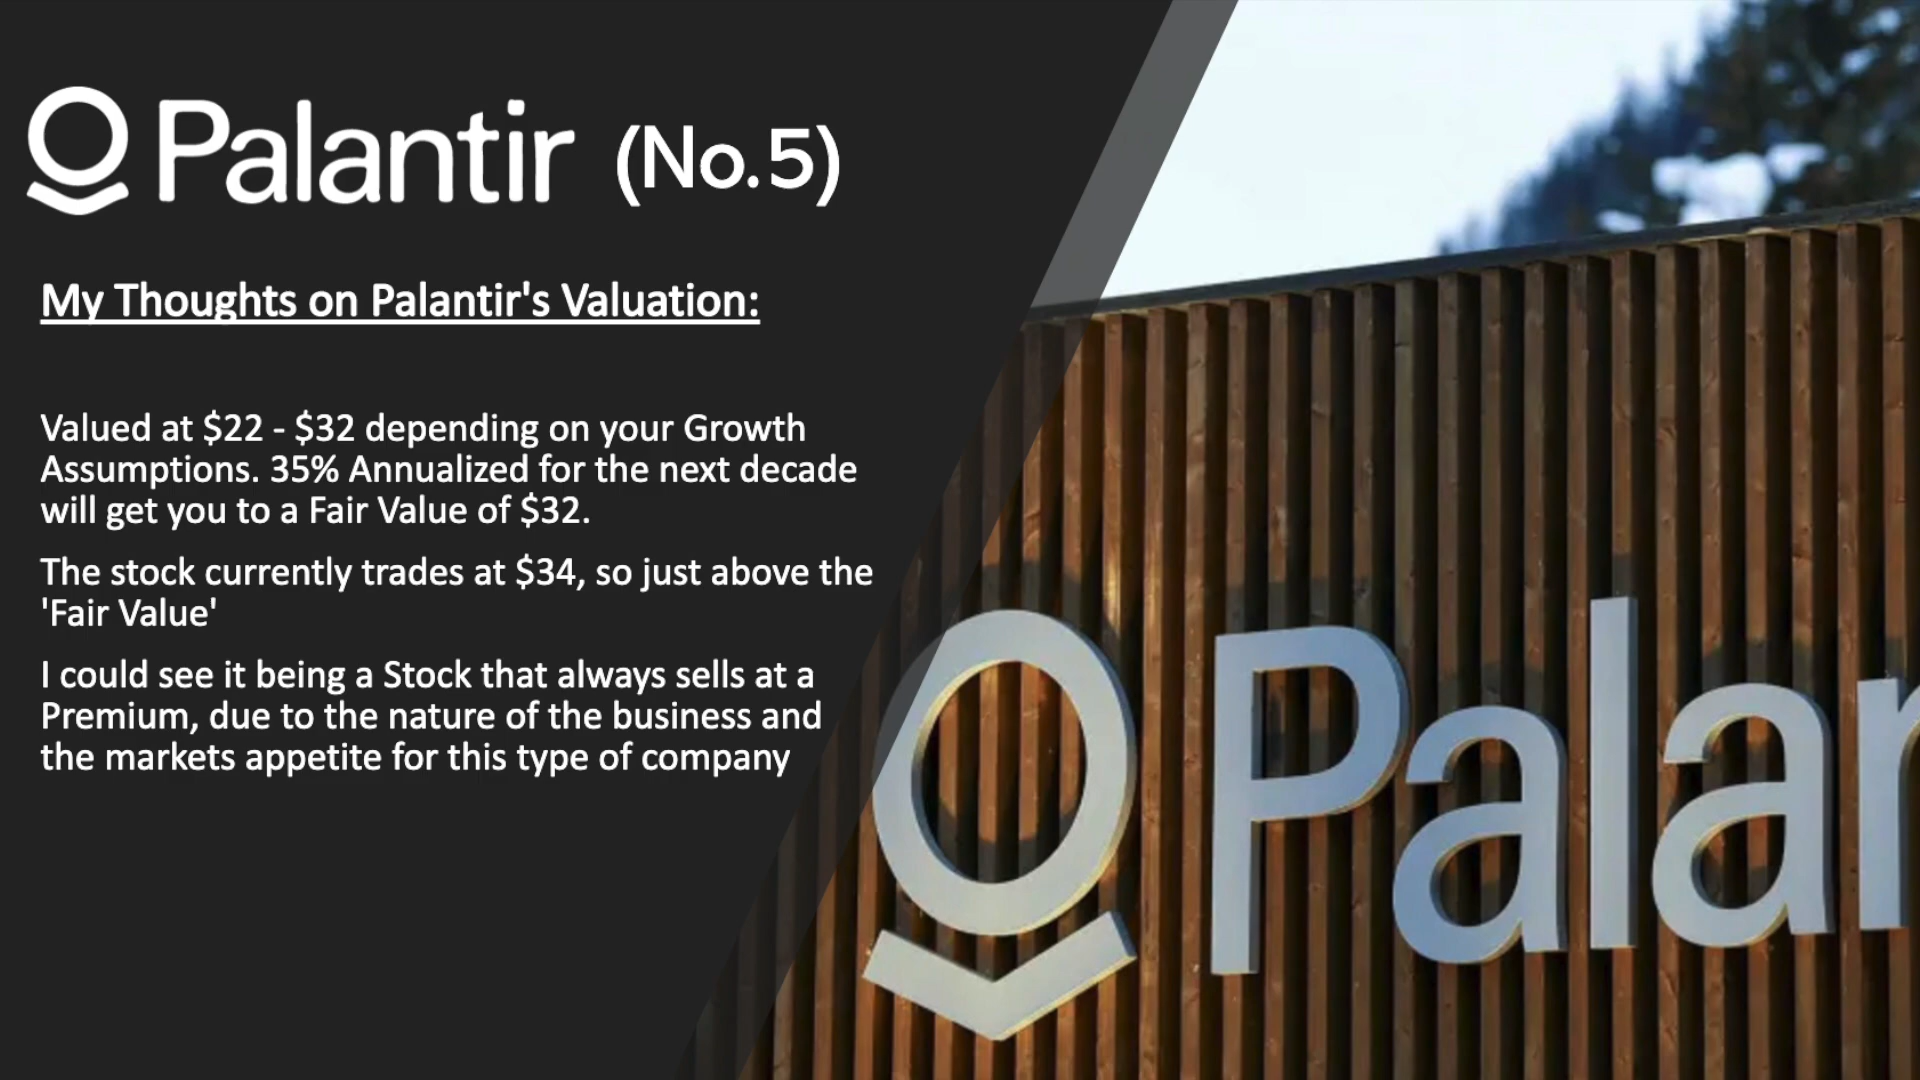 Palantir (No.5)
My Thoughts on Palantir's Valuation:
Valued at $22 - $32 depending on your Growth
Assumptions. 35% Annualized for the next decade
will get you to a Fair Value of $32.
The stock currently trades at $34, so just above the
'Fair Value'
I could see it being a Stock that always sells at a
Premium, due to the nature of the business and
the markets appetite for this type of company
Palan